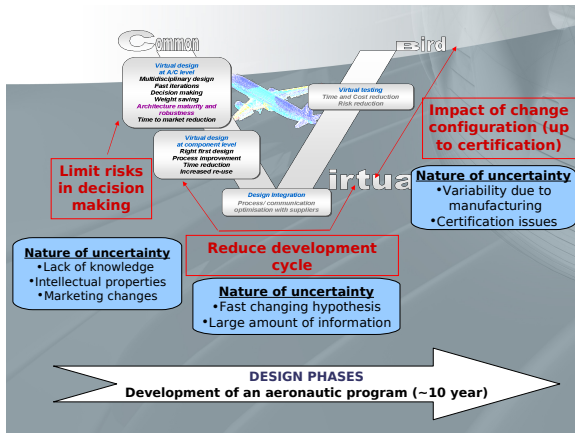 Common
Bird
Virtual design
at A/C level
Multidisciplinary design
Fast iterations
Decision making
Weight saving
Architecture maturity and
robustness
Time to market reduction
Virtual testing
Time and Cost reduction
Risk reduction
Impact of change
configuration (up
to certification)
Virtual design
at component level
Right first design
Process improvement
Time reduction
Increased re-use
Limit risks
in decision
making
Design Integration
Process/ communication
optimisation with suppliers
irtual
Nature of uncertainty
•Variability due to
manufacturing
•Certification issues
Reduce development
cycle
Nature of uncertainty
•Lack of knowledge
•Intellectual properties
•Marketing changes
Nature of uncertainty
•Fast changing hypothesis
•Large amount of information
DESIGN PHASES
Development of an aeronautic program (~10 year)